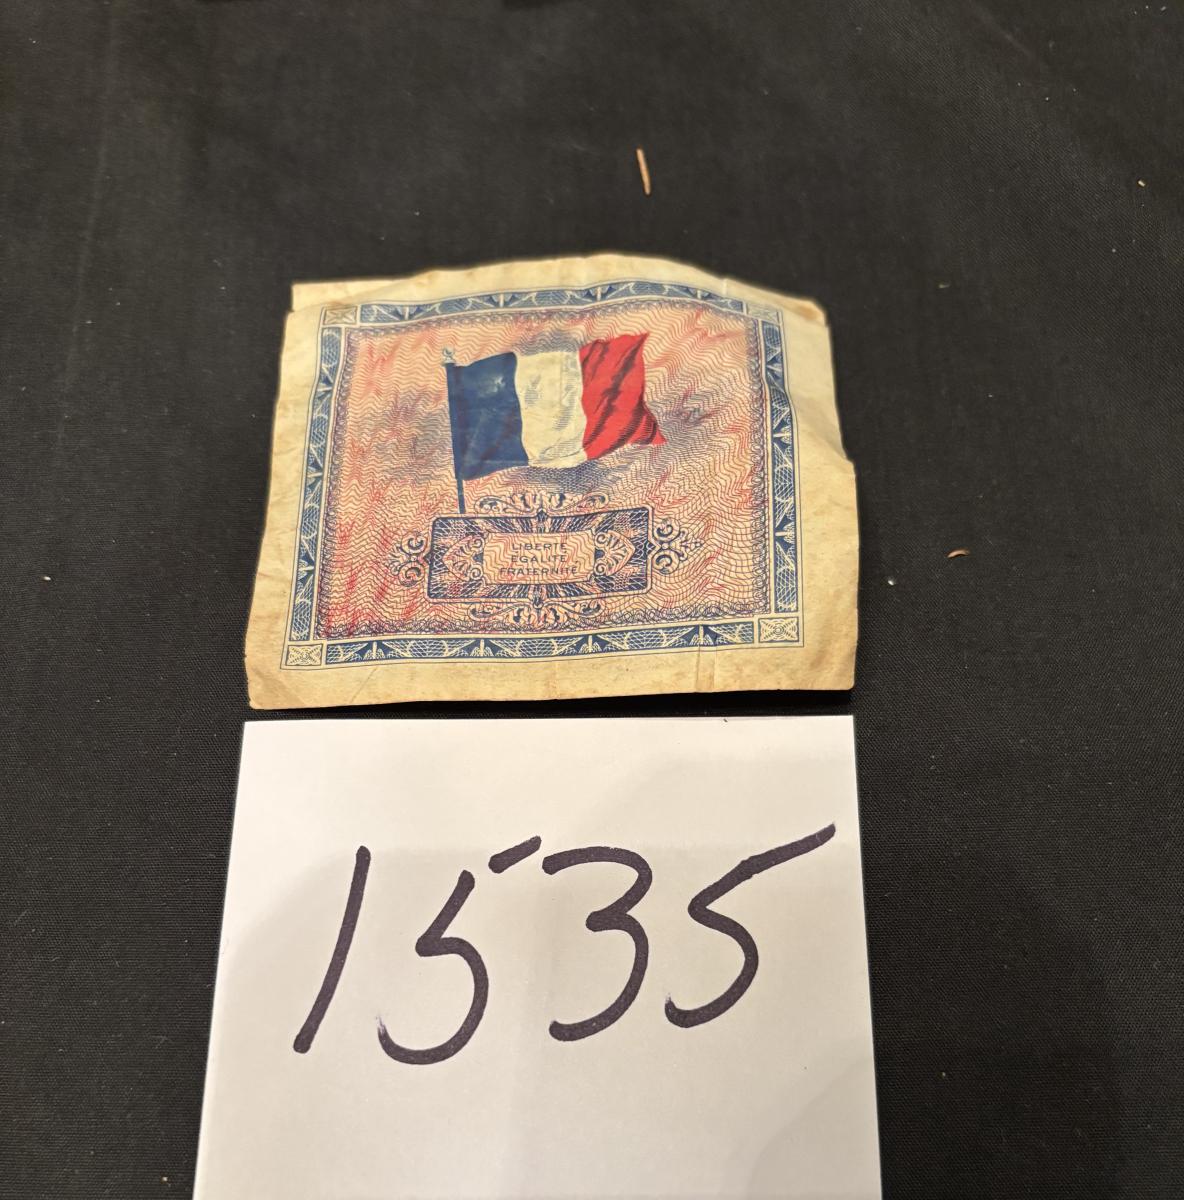 LIBERTÉ
ÉGALITÉ
FRATERNITÉ
1535